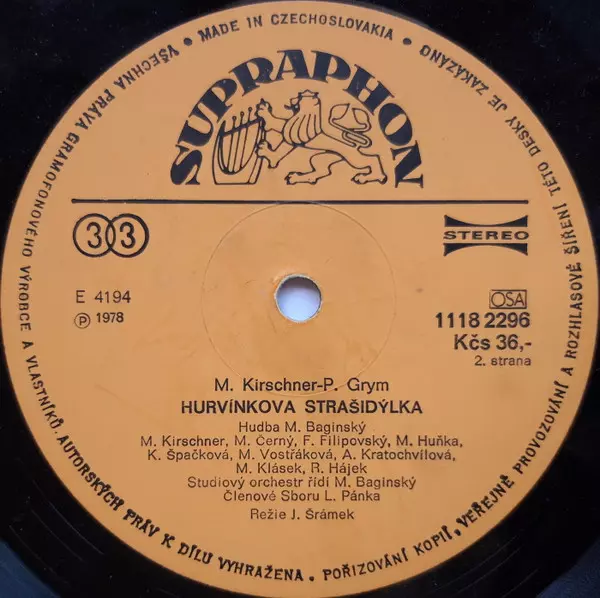 VŠECHNA PRÁVA GRAMOFONOVÉHO VÝROBCE A VLASTNÍKŮ. AUTORSKÝCH PRÁV K DÍLU VYHRAŽENA. • POŘIZOVÁNÍ KOPIÍ, VEŘEJNÉ PROVOZOVÁNÍ A ROZHLASOVÉ ŠÍŘENÍ TÉTO DESKY JE ZAKÁZÁNO • MADE IN CZECHOSLOVAKIA •
SUPRAPHON
33
STEREO
E 4194
Ⓟ 1978
OSA
1118 2296
Kčs 36,-
2. strana
M. Kirschner-P. Grym
HURVÍNKOVA STRAŠIDÝLKA
Hudba M. Baginský
M. Kirschner, M. Černý, F. Filipovský, M. Huňka,
K. Špačková, M. Vostřáková, A. Kratochvílová,
M. Klásek, R. Hájek
Studiový orchestr řídí M. Baginský
Členové Sboru L. Pánka
Režie J. Šrámek